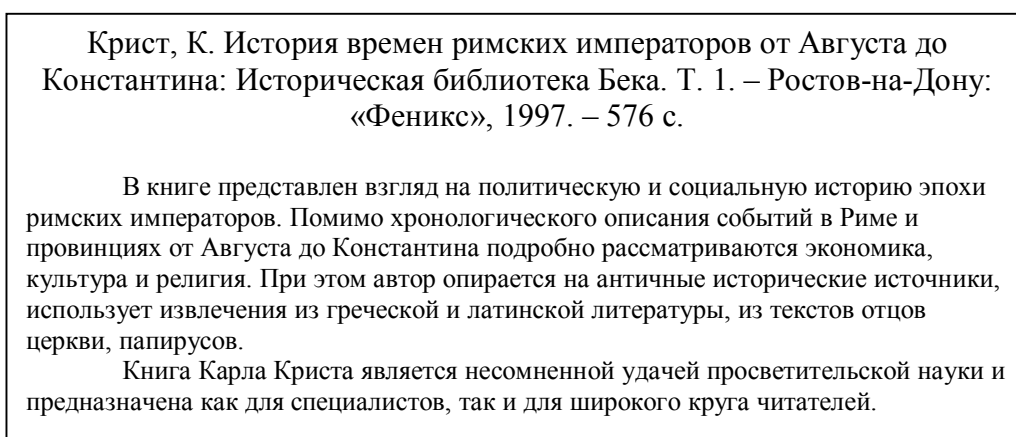 Крист, К. История времен римских императоров от Августа до
Константина: Историческая библиотека Бека. Т. 1. – Ростов-на-Дону:
«Феникс», 1997. – 576 с.
В книге представлен взгляд на политическую и социальную историю эпохи
римских императоров. Помимо хронологического описания событий в Риме и
провинциях от Августа до Константина подробно рассматриваются экономика,
культура и религия. При этом автор опирается на античные исторические источники,
использует извлечения из греческой и латинской литературы, из текстов отцов
церкви, папирусов.
Книга Карла Криста является несомненной удачей просветительской науки и
предназначена как для специалистов, так и для широкого круга читателей.